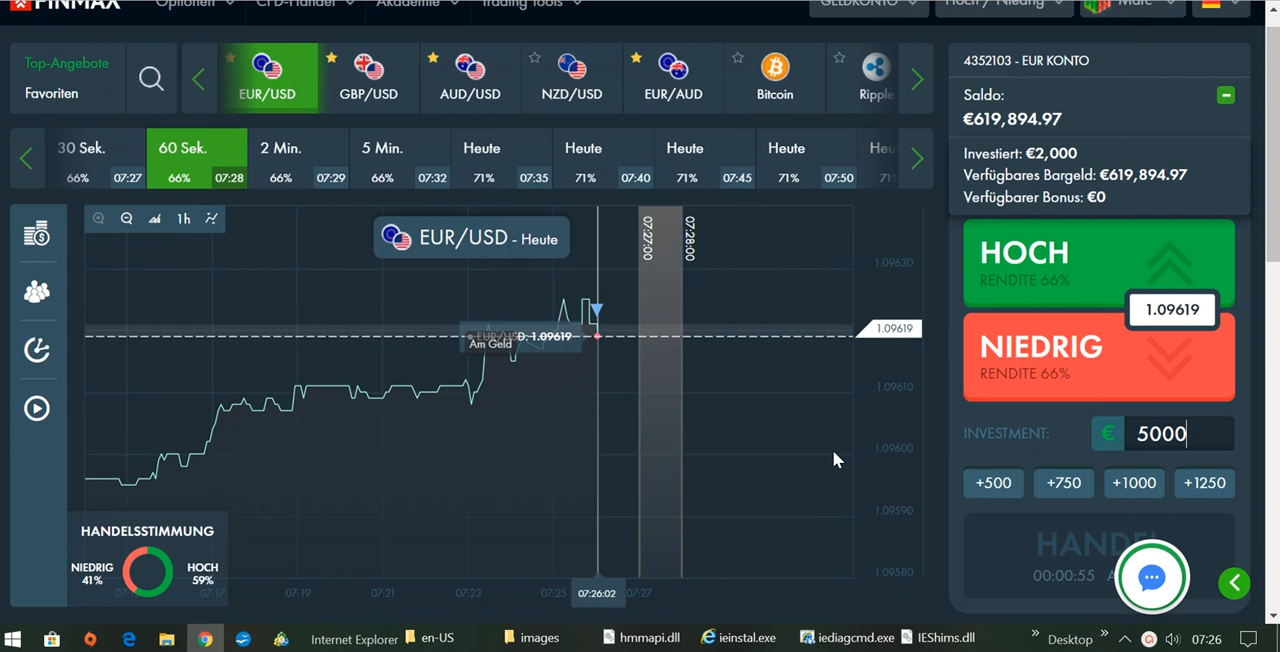 FINMAX
Optionen
CFD-Handel
Akademie
Trading Tools
GELDKONTO
Hoch / Niedrig
Marc
Top-Angebote
Favoriten
EUR/USD
GBP/USD
AUD/USD
NZD/USD
EUR/AUD
Bitcoin
Ripple
30 Sek.
66% 07:27
60 Sek.
66% 07:28
2 Min.
66% 07:29
5 Min.
66% 07:32
Heute
71% 07:35
Heute
71% 07:40
Heute
71% 07:45
Heute
71% 07:50
4352103 - EUR KONTO
Saldo:
€619,894.97
Investiert: €2,000
Verfügbares Bargeld: €619,894.97
Verfügbarer Bonus: €0
1h
EUR/USD - Heute
07:27:00
07:28:00
EUR/USD: 1.09619
Am Geld
1.09630
1.09619
1.09610
1.09600
1.09590
1.09580
HANDELSSTIMMUNG
NIEDRIG
41%
HOCH
59%
07:17
07:19
07:21
07:23
07:25
07:26:02
07:27
HOCH
RENDITE 66%
1.09619
NIEDRIG
RENDITE 66%
INVESTMENT:
€ 5000
+500
+750
+1000
+1250
00:00:55
Internet Explorer
en-US
images
hmmapi.dll
ieinstal.exe
iediagcmd.exe
IEShims.dll
Desktop
07:26